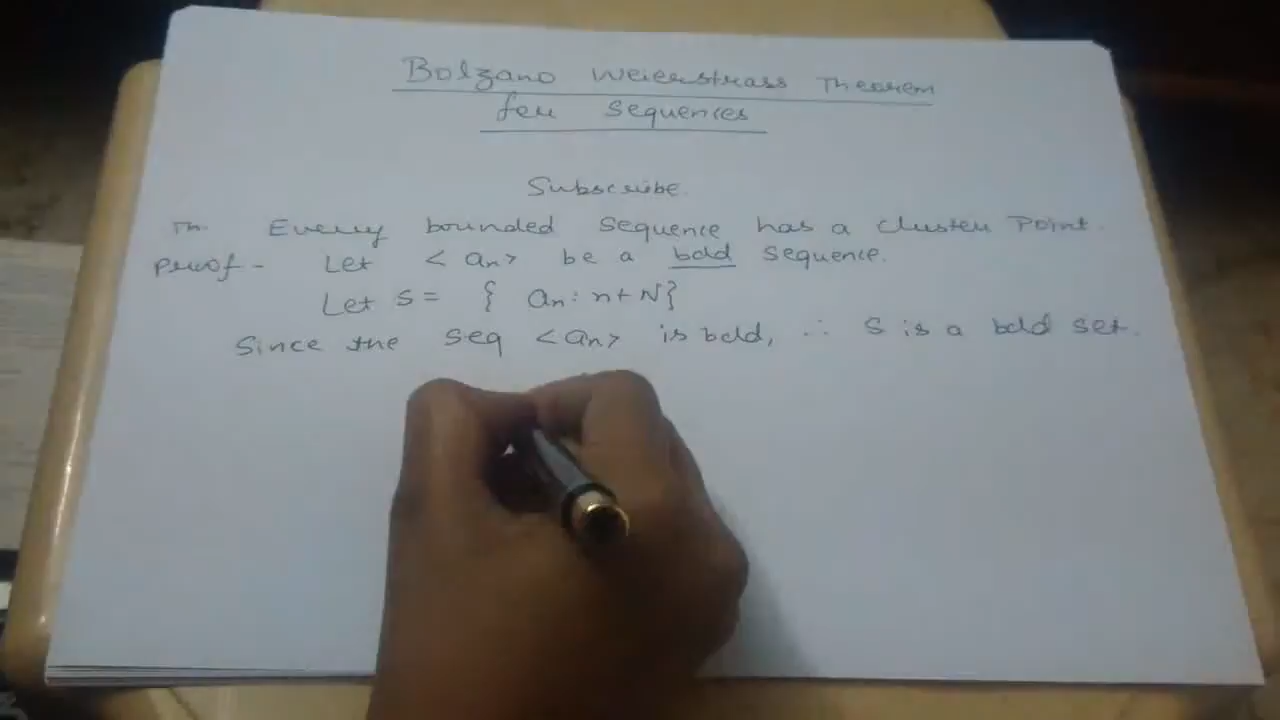 Bolzano Weierstrass Theorem
for Sequences
Subscribe.
Th. Every bounded sequence has a cluster Point.
Proof - Let <an> be a bdd sequence.
Let S = { an : n ∈ N}
Since the seq <an> is bdd, ∴ S is a bdd set.